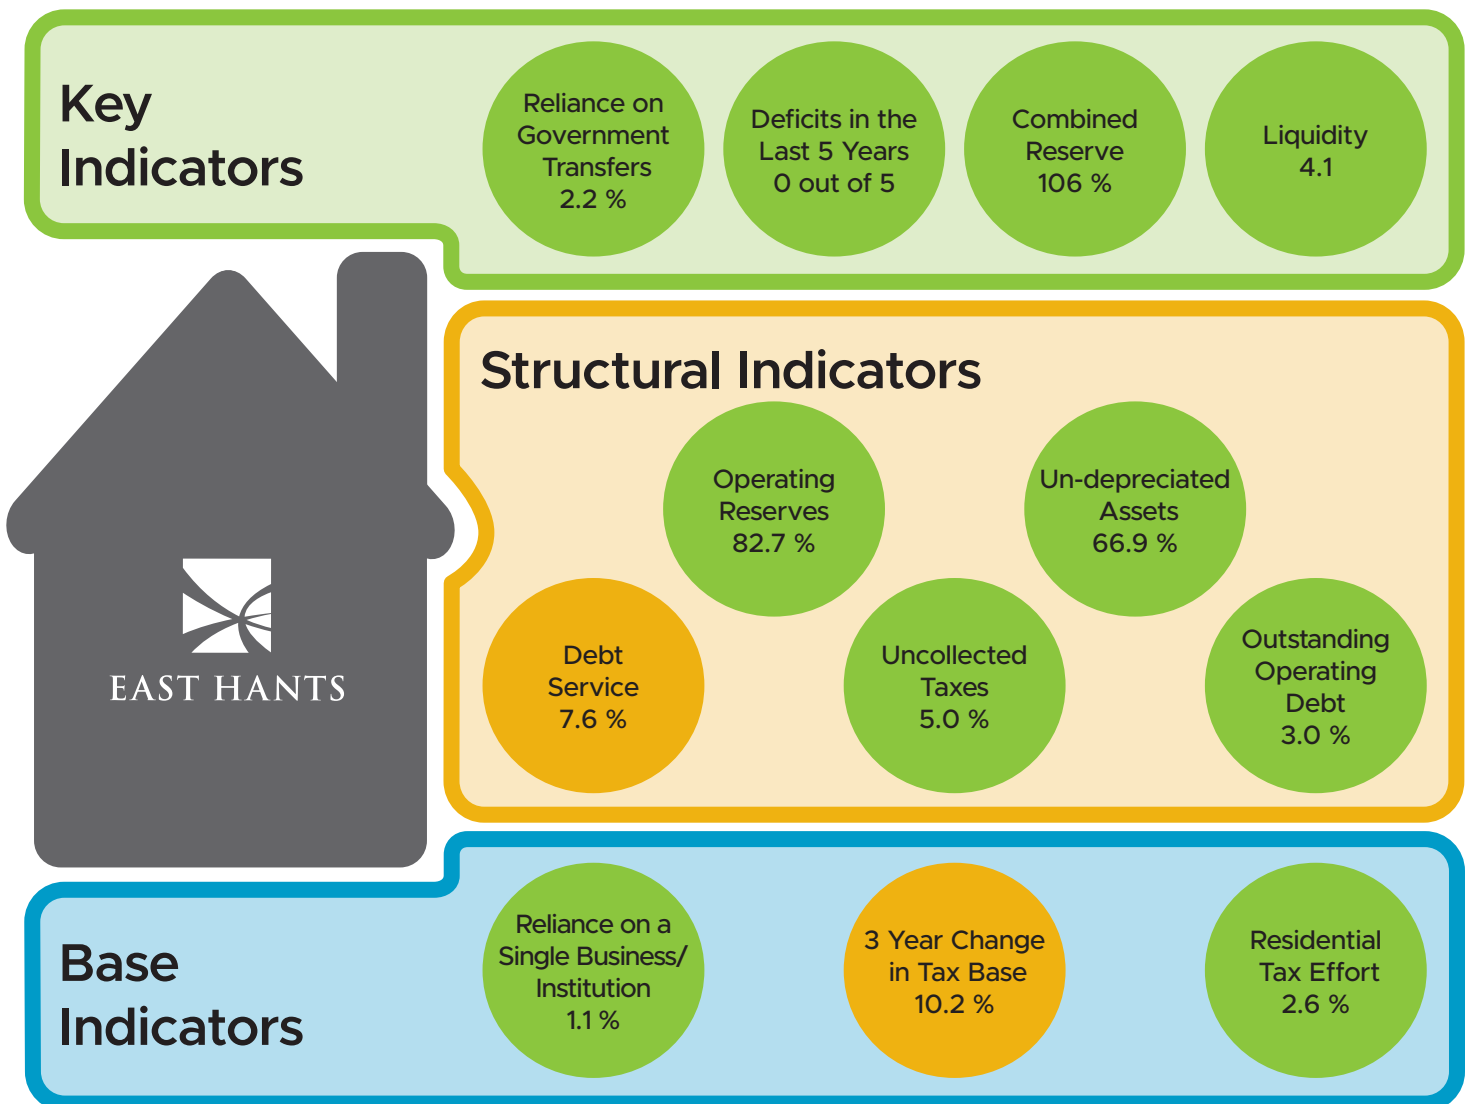 Key
Indicators
Reliance on
Government
Transfers
2.2 %
Deficits in the
Last 5 Years
0 out of 5
Combined
Reserve
106 %
Liquidity
4.1
Structural Indicators
Operating
Reserves
82.7 %
Un-depreciated
Assets
66.9 %
Debt
Service
7.6 %
Uncollected
Taxes
5.0 %
Outstanding
Operating
Debt
3.0 %
EAST HANTS
Base
Indicators
Reliance on a
Single Business/
Institution
1.1 %
3 Year Change
in Tax Base
10.2 %
Residential
Tax Effort
2.6 %